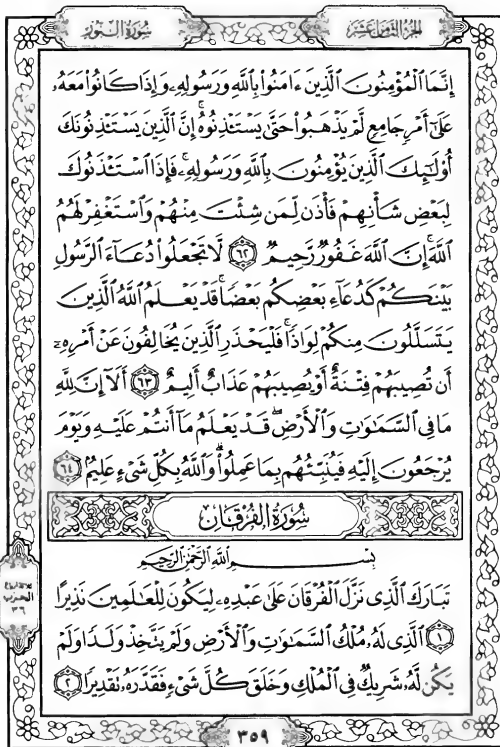 الجزء الثامن عشر
سورة النور
إِنَّمَا ٱلْمُؤْمِنُونَ ٱلَّذِينَ ءَامَنُوا۟ بِٱللَّهِ وَرَسُولِهِۦ وَإِذَا كَانُوا۟ مَعَهُۥ
عَلَىٰٓ أَمْرٍ جَامِعٍ لَّمْ يَذْهَبُوا۟ حَتَّىٰ يَسْتَـْٔذِنُوهُ ۚ إِنَّ ٱلَّذِينَ يَسْتَـْٔذِنُونَكَ
أُو۟لَـٰٓئِكَ ٱلَّذِينَ يُؤْمِنُونَ بِٱللَّهِ وَرَسُولِهِۦ ۚ فَإِذَا ٱسْتَـْٔذَنُوكَ
لِبَعْضِ شَأْنِهِمْ فَأْذَن لِّمَن شِئْتَ مِنْهُمْ وَٱسْتَغْفِرْ لَهُمُ
ٱللَّهَ ۚ إِنَّ ٱللَّهَ غَفُورٌ رَّحِيمٌ ٦٢ لَّا تَجْعَلُوا۟ دُعَآءَ ٱلرَّسُولِ
بَيْنَكُمْ كَدُعَآءِ بَعْضِكُم بَعْضًا ۚ قَدْ يَعْلَمُ ٱللَّهُ ٱلَّذِينَ
يَتَسَلَّلُونَ مِنكُمْ لِوَاذًا ۚ فَلْيَحْذَرِ ٱلَّذِينَ يُخَالِفُونَ عَنْ أَمْرِهِۦٓ
أَن تُصِيبَهُمْ فِتْنَةٌ أَوْ يُصِيبَهُمْ عَذَابٌ أَلِيمٌ ٦٣ أَلَآ إِنَّ لِلَّهِ
مَا فِى ٱلسَّمَـٰوَٰتِ وَٱلْأَرْضِ ۖ قَدْ يَعْلَمُ مَآ أَنتُمْ عَلَيْهِ وَيَوْمَ
يُرْجَعُونَ إِلَيْهِ فَيُنَبِّئُهُم بِمَا عَمِلُوا۟ ۗ وَٱللَّهُ بِكُلِّ شَىْءٍ عَلِيمٌۢ ٦٤
سورة الفرقان
بِسْمِ ٱللَّهِ ٱلرَّحْمَـٰنِ ٱلرَّحِيمِ
تَبَارَكَ ٱلَّذِى نَزَّلَ ٱلْفُرْقَانَ عَلَىٰ عَبْدِهِۦ لِيَكُونَ لِلْعَـٰلَمِينَ نَذِيرًا
١ ٱلَّذِى لَهُۥ مُلْكُ ٱلسَّمَـٰوَٰتِ وَٱلْأَرْضِ وَلَمْ يَتَّخِذْ وَلَدًا وَلَمْ
يَكُن لَّهُۥ شَرِيكٌ فِى ٱلْمُلْكِ وَخَلَقَ كُلَّ شَىْءٍ فَقَدَّرَهُۥ تَقْدِيرًا ٢
الحزب
٣٦
٣٥٩